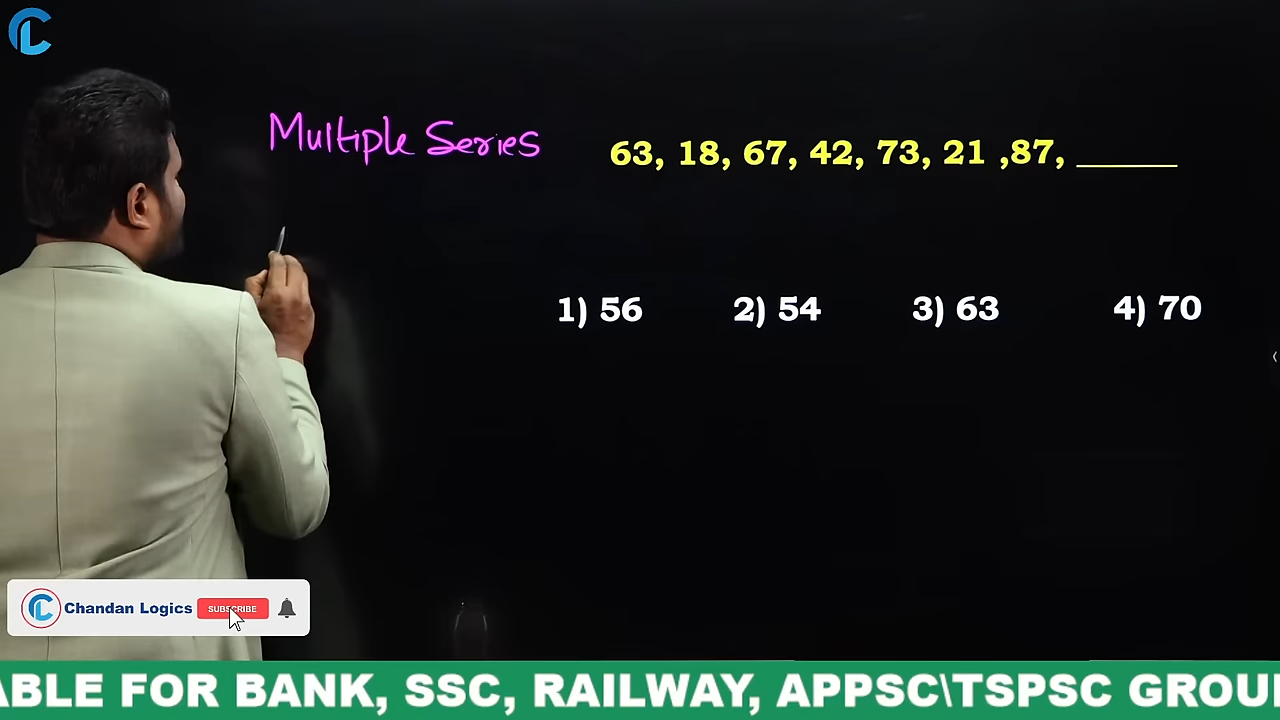 Multiple Series
63, 18, 67, 42, 73, 21 ,87, ______
1) 56 2) 54 3) 63 4) 70
Chandan Logics SUBSCRIBE
ABLE FOR BANK, SSC, RAILWAY, APPSC\TSPSC GROU